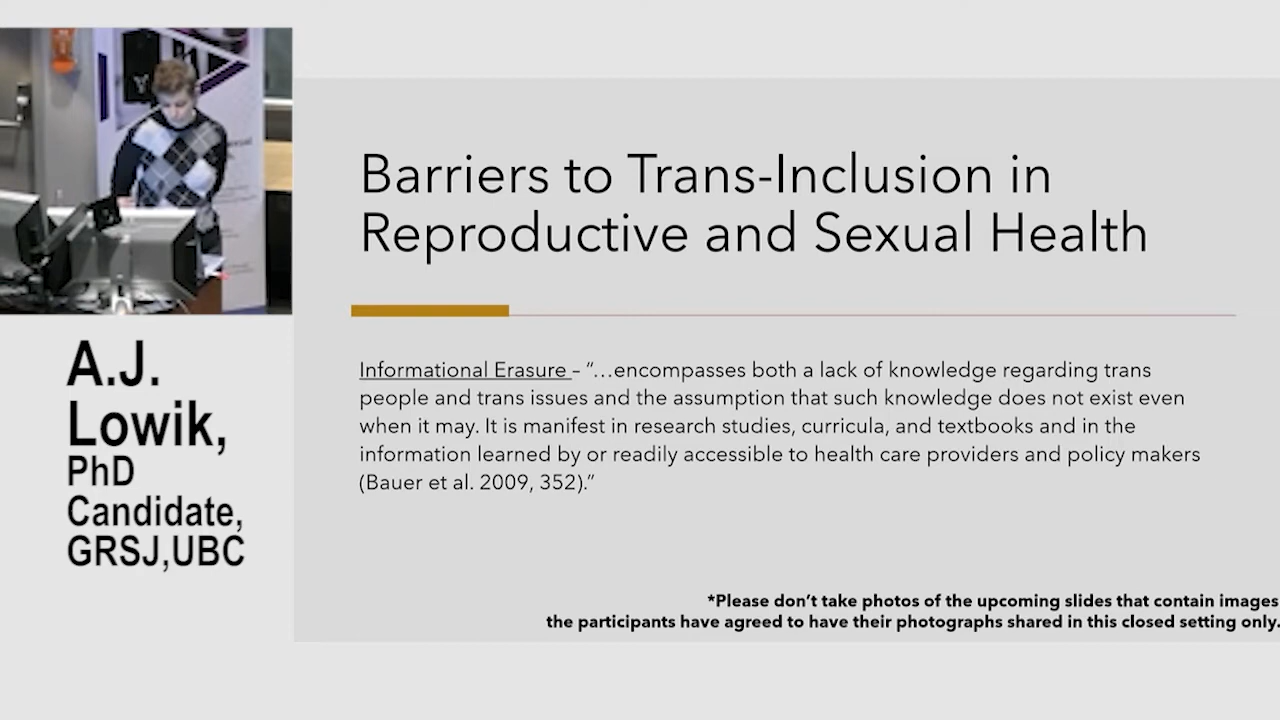 A.J.
Lowik,
PhD
Candidate,
GRSJ,UBC
Barriers to Trans-Inclusion in
Reproductive and Sexual Health
Informational Erasure – “…encompasses both a lack of knowledge regarding trans
people and trans issues and the assumption that such knowledge does not exist even
when it may. It is manifest in research studies, curricula, and textbooks and in the
information learned by or readily accessible to health care providers and policy makers
(Bauer et al. 2009, 352).”
*Please don’t take photos of the upcoming slides that contain images
the participants have agreed to have their photographs shared in this closed setting only.